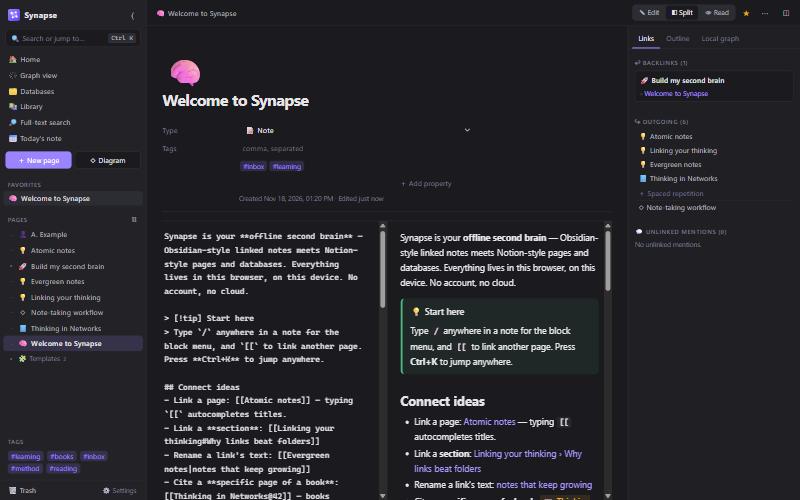 Synapse
Search or jump to...
Ctrl K
Home
Graph view
Databases
Library
Full-text search
Today's note
+ New page
◇ Diagram
FAVORITES
Welcome to Synapse
PAGES
A. Example
Atomic notes
Build my second brain
Evergreen notes
Linking your thinking
Note-taking workflow
Thinking in Networks
Welcome to Synapse
Templates 2
TAGS
#learning #books #inbox
#method #reading
Trash
Settings
Welcome to Synapse
Edit
Split
Read
Welcome to Synapse
Type
Note
Tags
comma, separated
#inbox #learning
+ Add property
Created Nov 18, 2026, 01:20 PM · Edited just now
Synapse is your **offline second brain** —
Obsidian-style linked notes meets Notion-
style pages and databases. Everything
lives in this browser, on this device. No
account, no cloud.
> [!tip] Start here
> Type `/` anywhere in a note for the
block menu, and `[[` to link another page.
Press **Ctrl+K** to jump anywhere.
## Connect ideas
- Link a page: [[Atomic notes]] — typing
`[[` autocompletes titles.
- Link a **section**: [[Linking your
thinking#Why links beat folders]]
- Rename a link's text: [[Evergreen
notes|notes that keep growing]]
- Cite a **specific page of a book**:
[[Thinking in Networks@42]] — books
Synapse is your offline second brain — Obsidian-
style linked notes meets Notion-style pages and
databases. Everything lives in this browser, on this
device. No account, no cloud.
Start here
Type / anywhere in a note for the block
menu, and [[ to link another page. Press
Ctrl+K to jump anywhere.
Connect ideas
• Link a page: Atomic notes — typing [[
autocompletes titles.
• Link a section: Linking your thinking › Why
links beat folders
• Rename a link's text: notes that keep growing
Links
Outline
Local graph
BACKLINKS (1)
Build my second brain
- Welcome to Synapse
OUTGOING (6)
Atomic notes
Linking your thinking
Evergreen notes
Thinking in Networks
+ Spaced repetition
Note-taking workflow
UNLINKED MENTIONS (0)
No unlinked mentions.